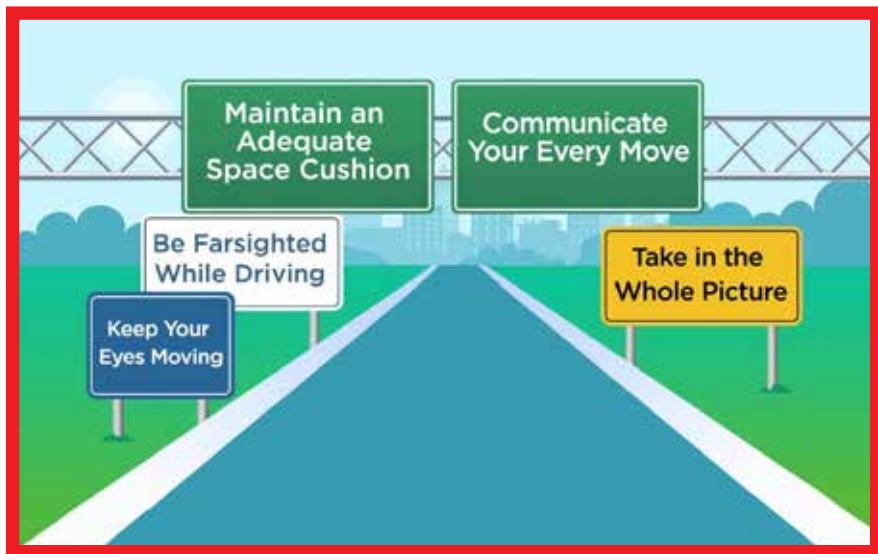 Maintain an
Adequate
Space Cushion
Communicate
Your Every Move
Be Farsighted
While Driving
Take in the
Whole Picture
Keep Your
Eyes Moving